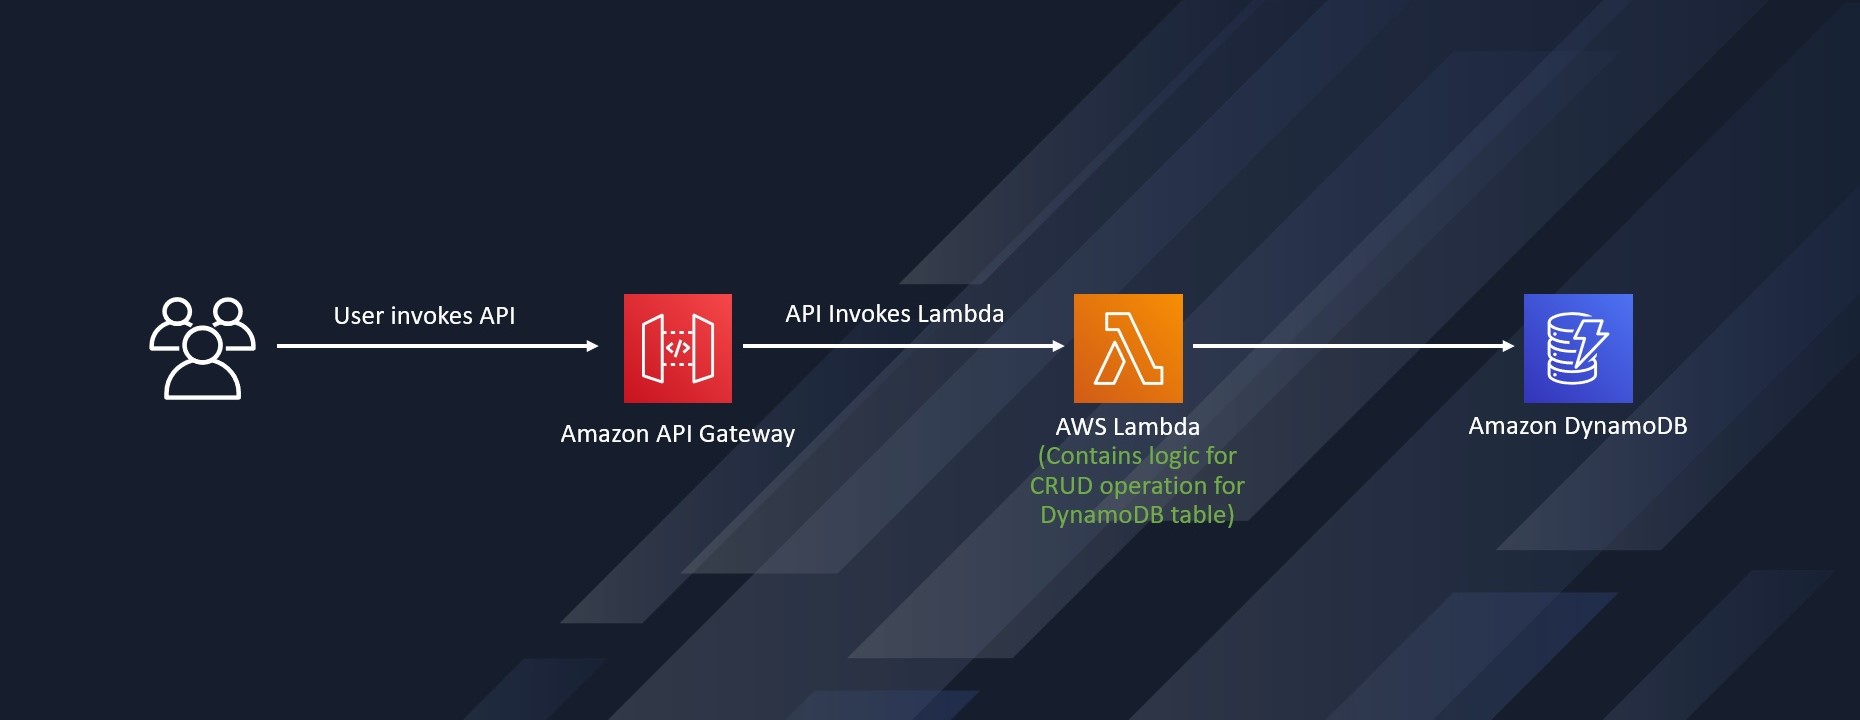 User invokes API
API Invokes Lambda
Amazon API Gateway
AWS Lambda
(Contains logic for
CRUD operation for
DynamoDB table)
Amazon DynamoDB